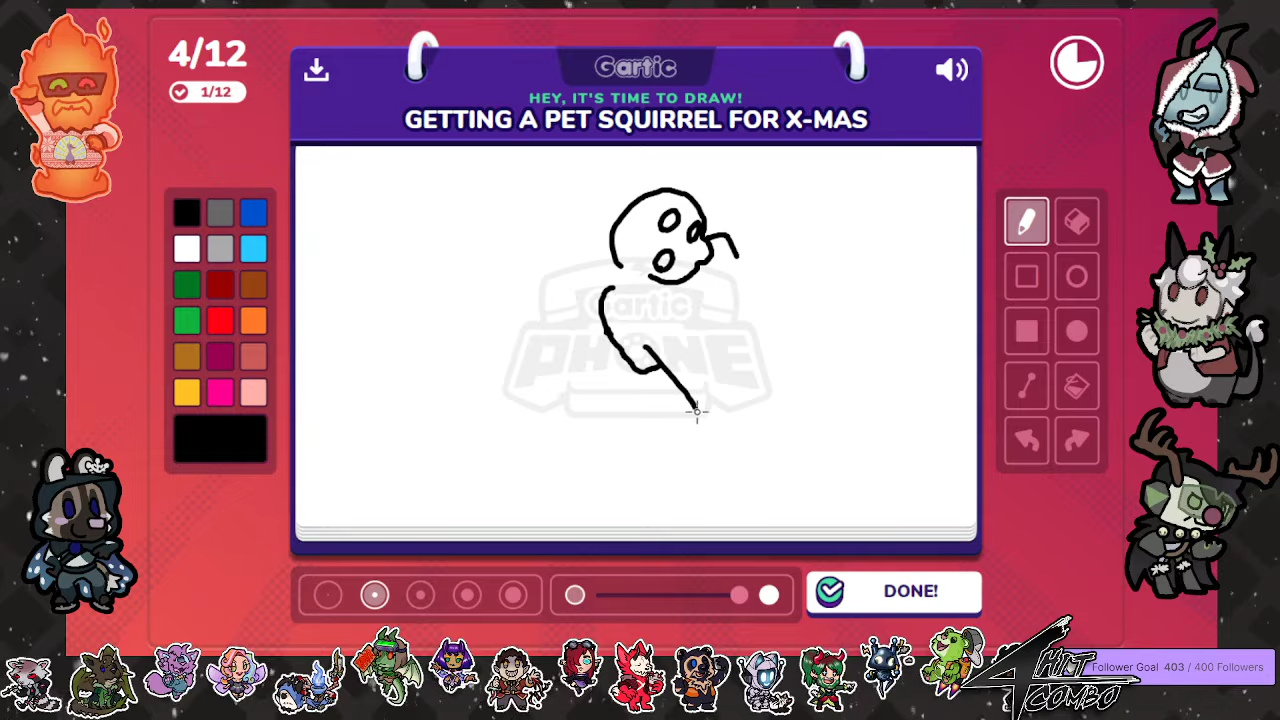 4/12
1/12
Gartic
HEY, IT'S TIME TO DRAW!
GETTING A PET SQUIRREL FOR X-MAS
Gartic
PHONE
DONE!
Follower Goal 403 / 400 Followers
4 HIT
COMBO